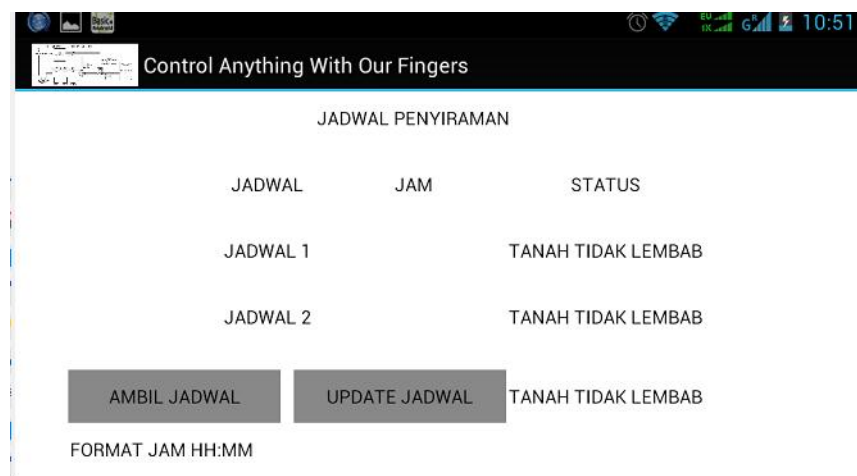 10:51
Control Anything With Our Fingers
JADWAL PENYIRAMAN
JADWAL JAM STATUS
JADWAL 1 TANAH TIDAK LEMBAB
JADWAL 2 TANAH TIDAK LEMBAB
AMBIL JADWAL UPDATE JADWAL TANAH TIDAK LEMBAB
FORMAT JAM HH:MM